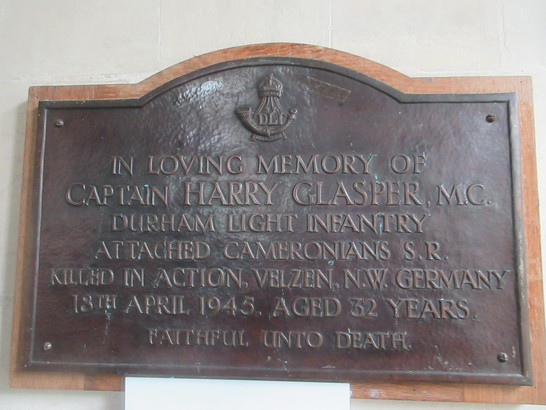 DLI
IN LOVING MEMORY OF
CAPTAIN HARRY GLASPER, M.C.
DURHAM LIGHT INFANTRY
ATTACHED CAMERONIANS S.R.
KILLED IN ACTION, VELZEN, N.W. GERMANY
18TH APRIL 1945. AGED 32 YEARS.
FAITHFUL UNTO DEATH.